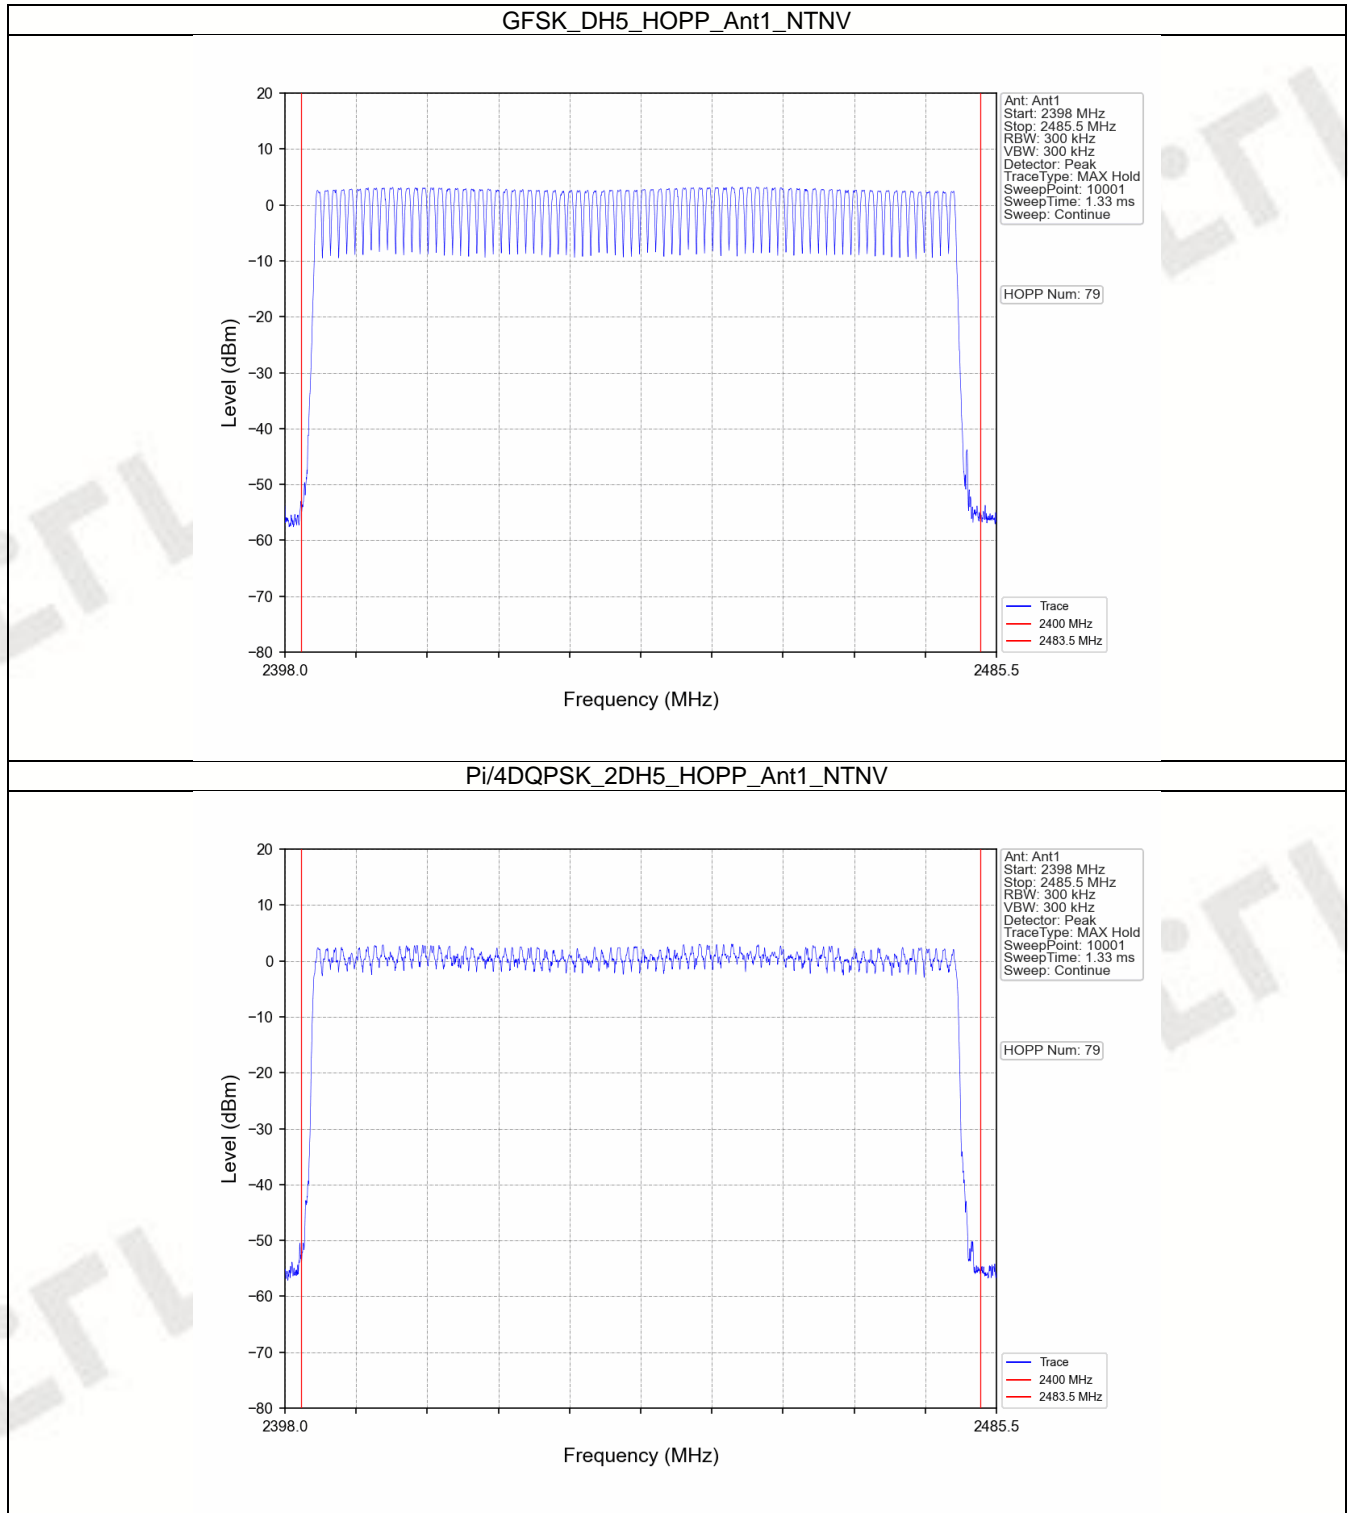 GFSK_DH5_HOPP_Ant1_NTNV
20
10
0
−10
−20
−30
−40
−50
−60
−70
−80
Level (dBm)
2398.0
2485.5
Frequency (MHz)
Ant: Ant1
Start: 2398 MHz
Stop: 2485.5 MHz
RBW: 300 kHz
VBW: 300 kHz
Detector: Peak
TraceType: MAX Hold
SweepPoint: 10001
SweepTime: 1.33 ms
Sweep: Continue
HOPP Num: 79
Trace
2400 MHz
2483.5 MHz
Pi/4DQPSK_2DH5_HOPP_Ant1_NTNV
20
10
0
−10
−20
−30
−40
−50
−60
−70
−80
Level (dBm)
2398.0
2485.5
Frequency (MHz)
Ant: Ant1
Start: 2398 MHz
Stop: 2485.5 MHz
RBW: 300 kHz
VBW: 300 kHz
Detector: Peak
TraceType: MAX Hold
SweepPoint: 10001
SweepTime: 1.33 ms
Sweep: Continue
HOPP Num: 79
Trace
2400 MHz
2483.5 MHz